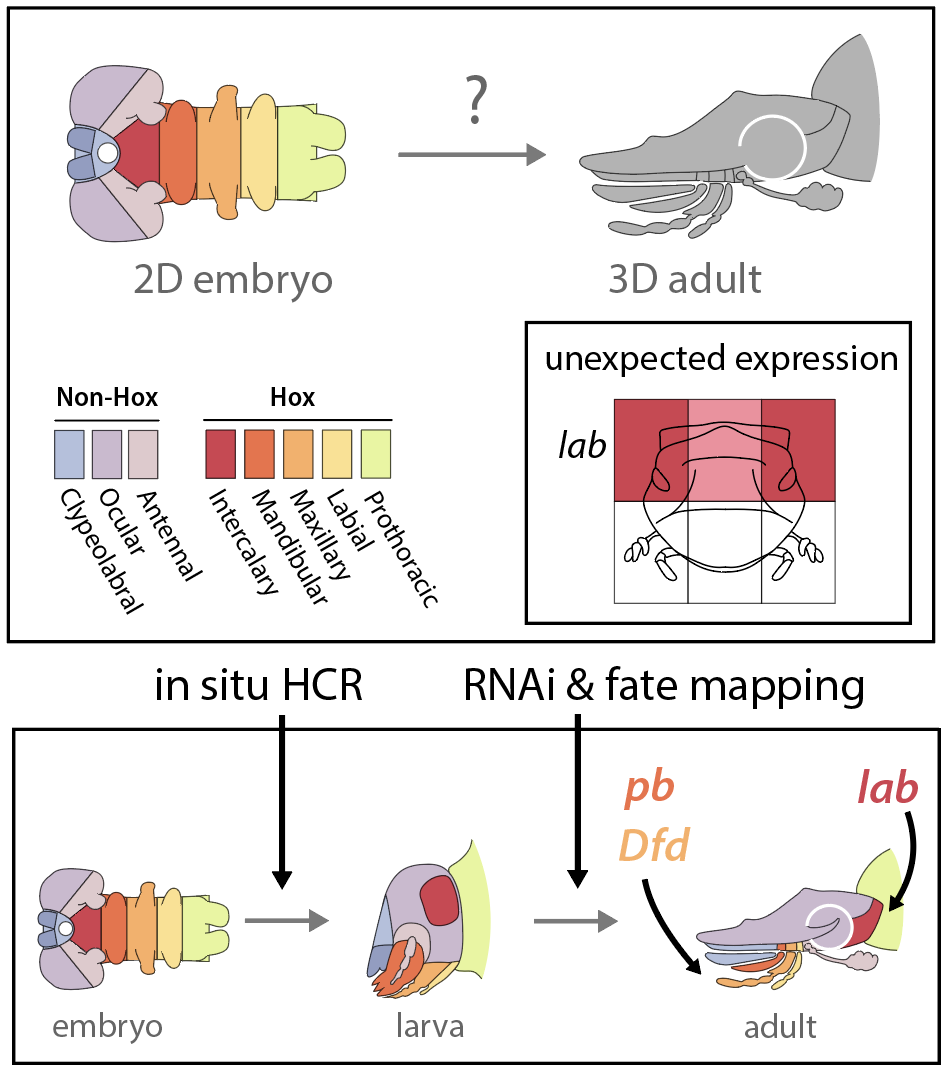 ?
2D embryo
3D adult
unexpected expression
lab
Non-Hox
Hox
Clypeolabral
Ocular
Antennal
Intercalary
Mandibular
Maxillary
Labial
Prothoracic
in situ HCR
RNAi & fate mapping
pb
Dfd
lab
embryo
larva
adult